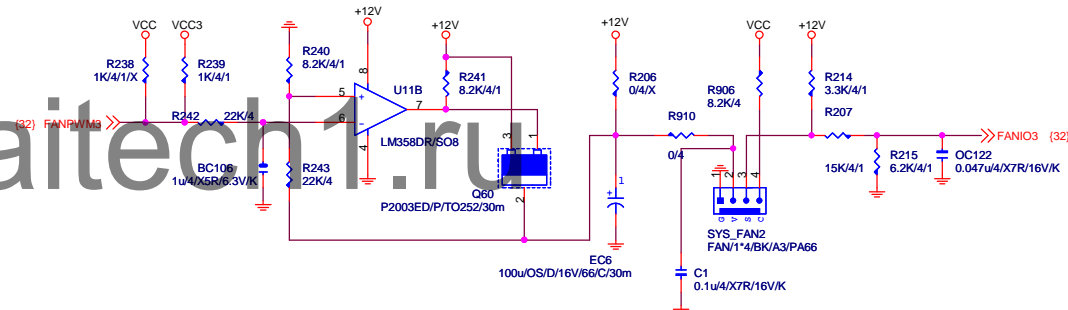 +12V
VCC
VCC3
+12V
+12V
VCC
+12V
R238
1K/4/1/X
R239
1K/4/1
R240
8.2K/4/1
8
U11B
R241
8.2K/4/1
R206
0/4/X
R906
8.2K/4
R214
3.3K/4/1
5
+
7
R207
{32} FANPWM3
R242
22K/4
6
-
R910
FANIO3 {32}
4
LM358DR/SO8
3
1
0/4
15K/4/1
R215
6.2K/4/1
OC122
0.047u/4/X7R/16V/K
BC106
1u/4/X5R/6.3V/K
R243
22K/4
Q60
P2003ED/P/TO252/30m
2
+
1
1
2
3
4
G
V
S
C
SYS_FAN2
FAN/1*4/BK/A3/PA66
EC6
100u/OS/D/16V/66/C/30m
C1
0.1u/4/X7R/16V/K
aitech1.ru